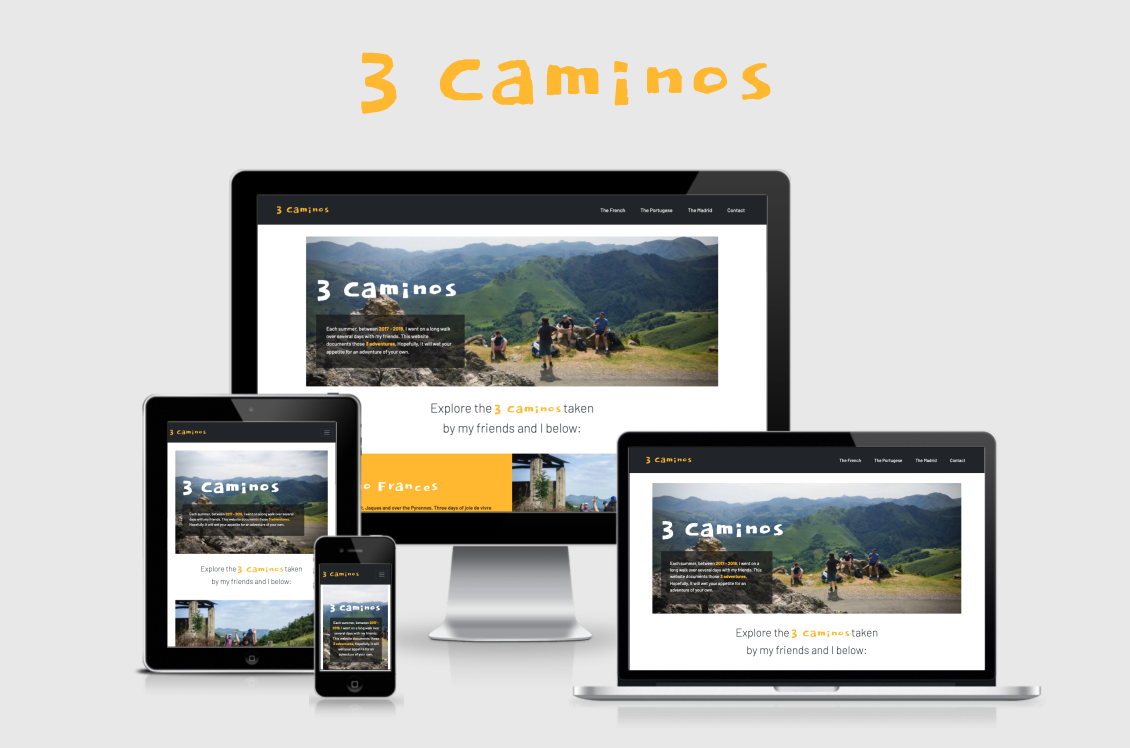 3 Caminos
3 Caminos
The French The Portugese The Madrid Contact
3 Caminos
Each summer, between 2017 - 2019, I went on a long walk
over several days with my friends. This website
documents those 3 adventures. Hopefully, it will wet your
appetite for an adventure of your own.
Explore the 3 Caminos taken
by my friends and I below:
o Frances
t. Jaques and over the Pyrennes. Three days of joie de vivre
3 Caminos
3 Caminos
Each summer, between 2017 - 2019, I went on a long walk over several
days with my friends. This website documents those 3 adventures.
Hopefully, it will wet your appetite for an adventure of your own.
Explore the 3 Caminos taken
by my friends and I below:
3 Caminos
3 Caminos
Each summer, between 2017 -
2019, I went on a long walk over
several days with my friends.
This website documents those
3 adventures. Hopefully, it will
wet your appetite for an
adventure of your own.
3 Caminos
The French The Portugese The Madrid Contact
3 Caminos
Each summer, between 2017 - 2019, I went on a
long walk over several days with my friends. This
website documents those 3 adventures.
Hopefully, it will wet your appetite for an
adventure of your own.
Explore the 3 Caminos taken
by my friends and I below: